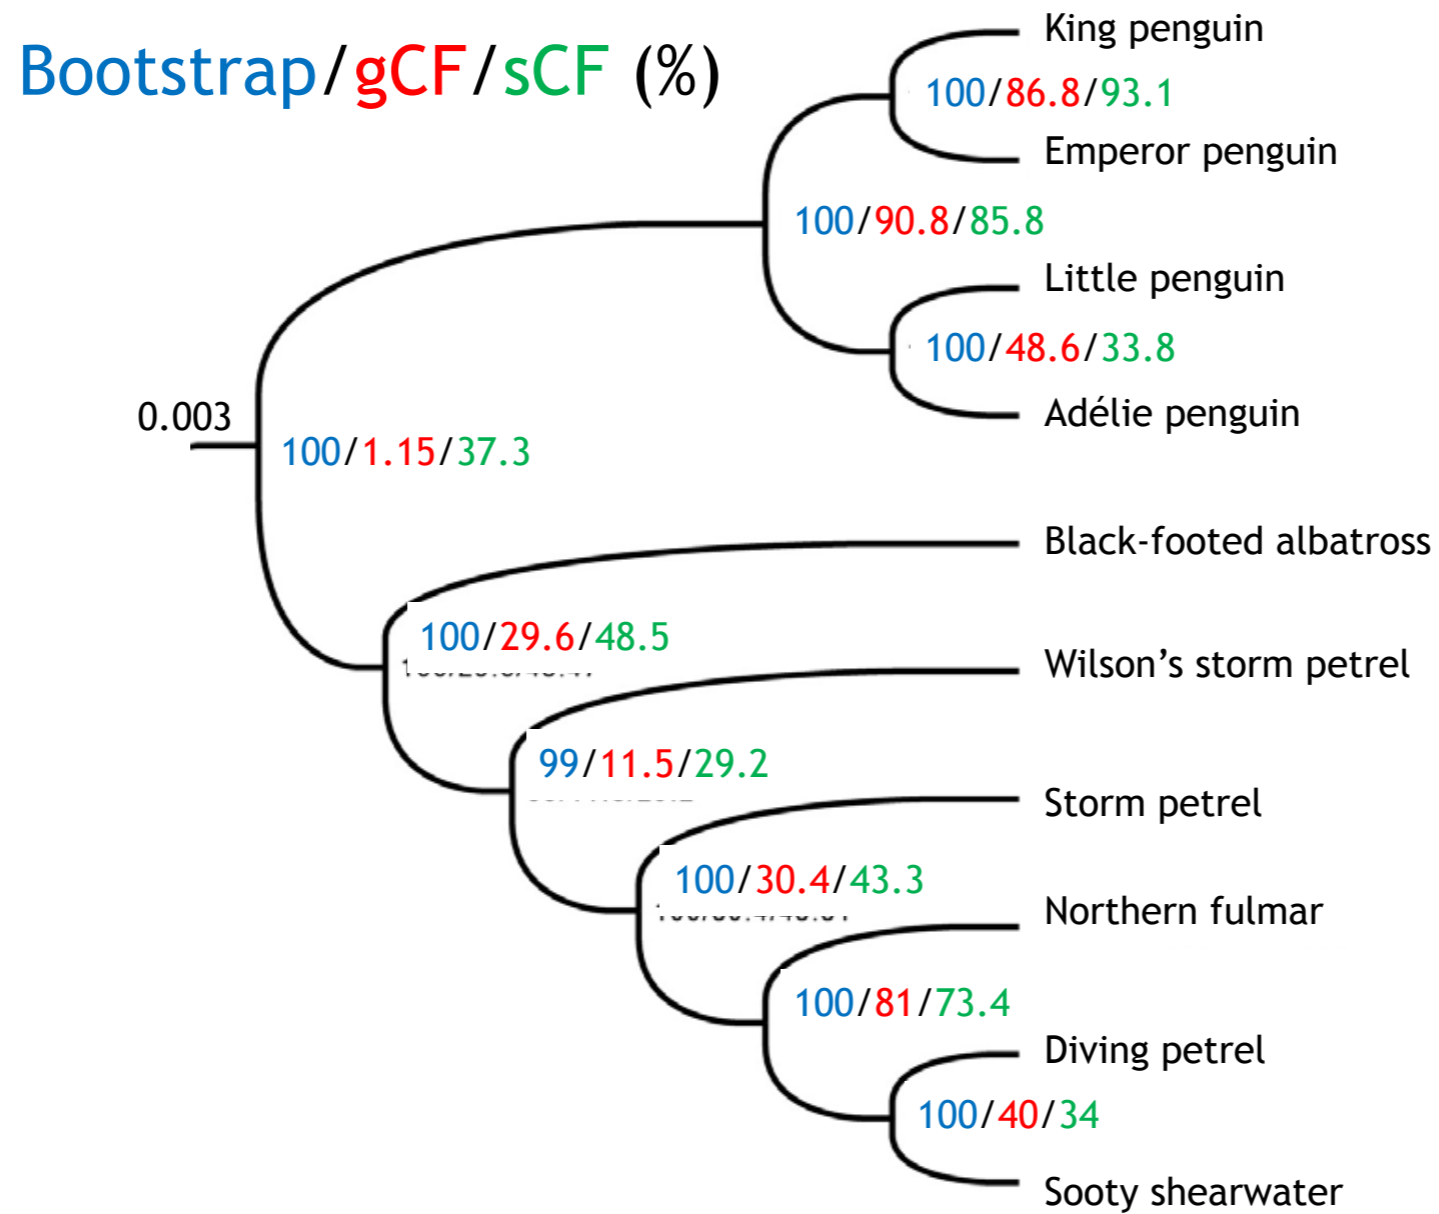 Bootstrap/gCF/sCF (%)
King penguin
100/86.8/93.1
Emperor penguin
100/90.8/85.8
Little penguin
100/48.6/33.8
Adélie penguin
0.003
100/1.15/37.3
Black-footed albatross
100/29.6/48.5
Wilson’s storm petrel
99/11.5/29.2
Storm petrel
100/30.4/43.3
Northern fulmar
100/81/73.4
Diving petrel
100/40/34
Sooty shearwater